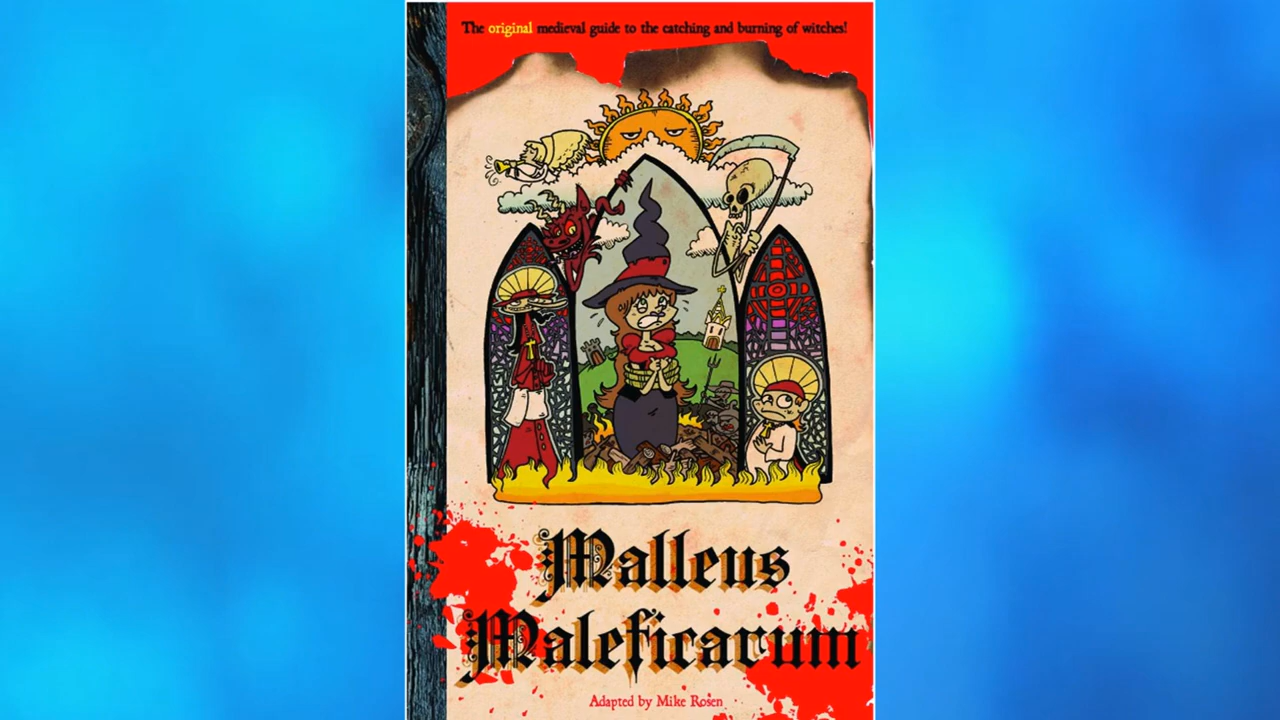 The original medieval guide to the catching and burning of witches!
Malleus
Maleficarum
Adapted by Mike Rosen